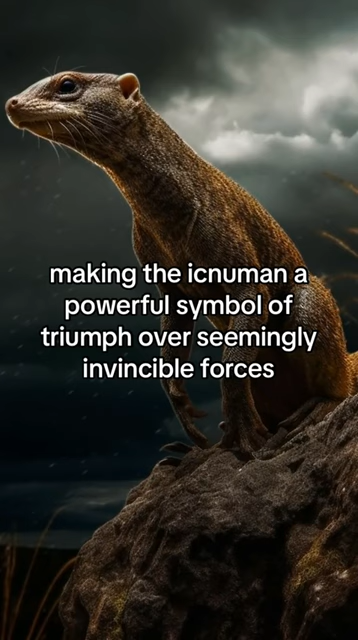 making the icnuman a
powerful symbol of
triumph over seemingly
invincible forces